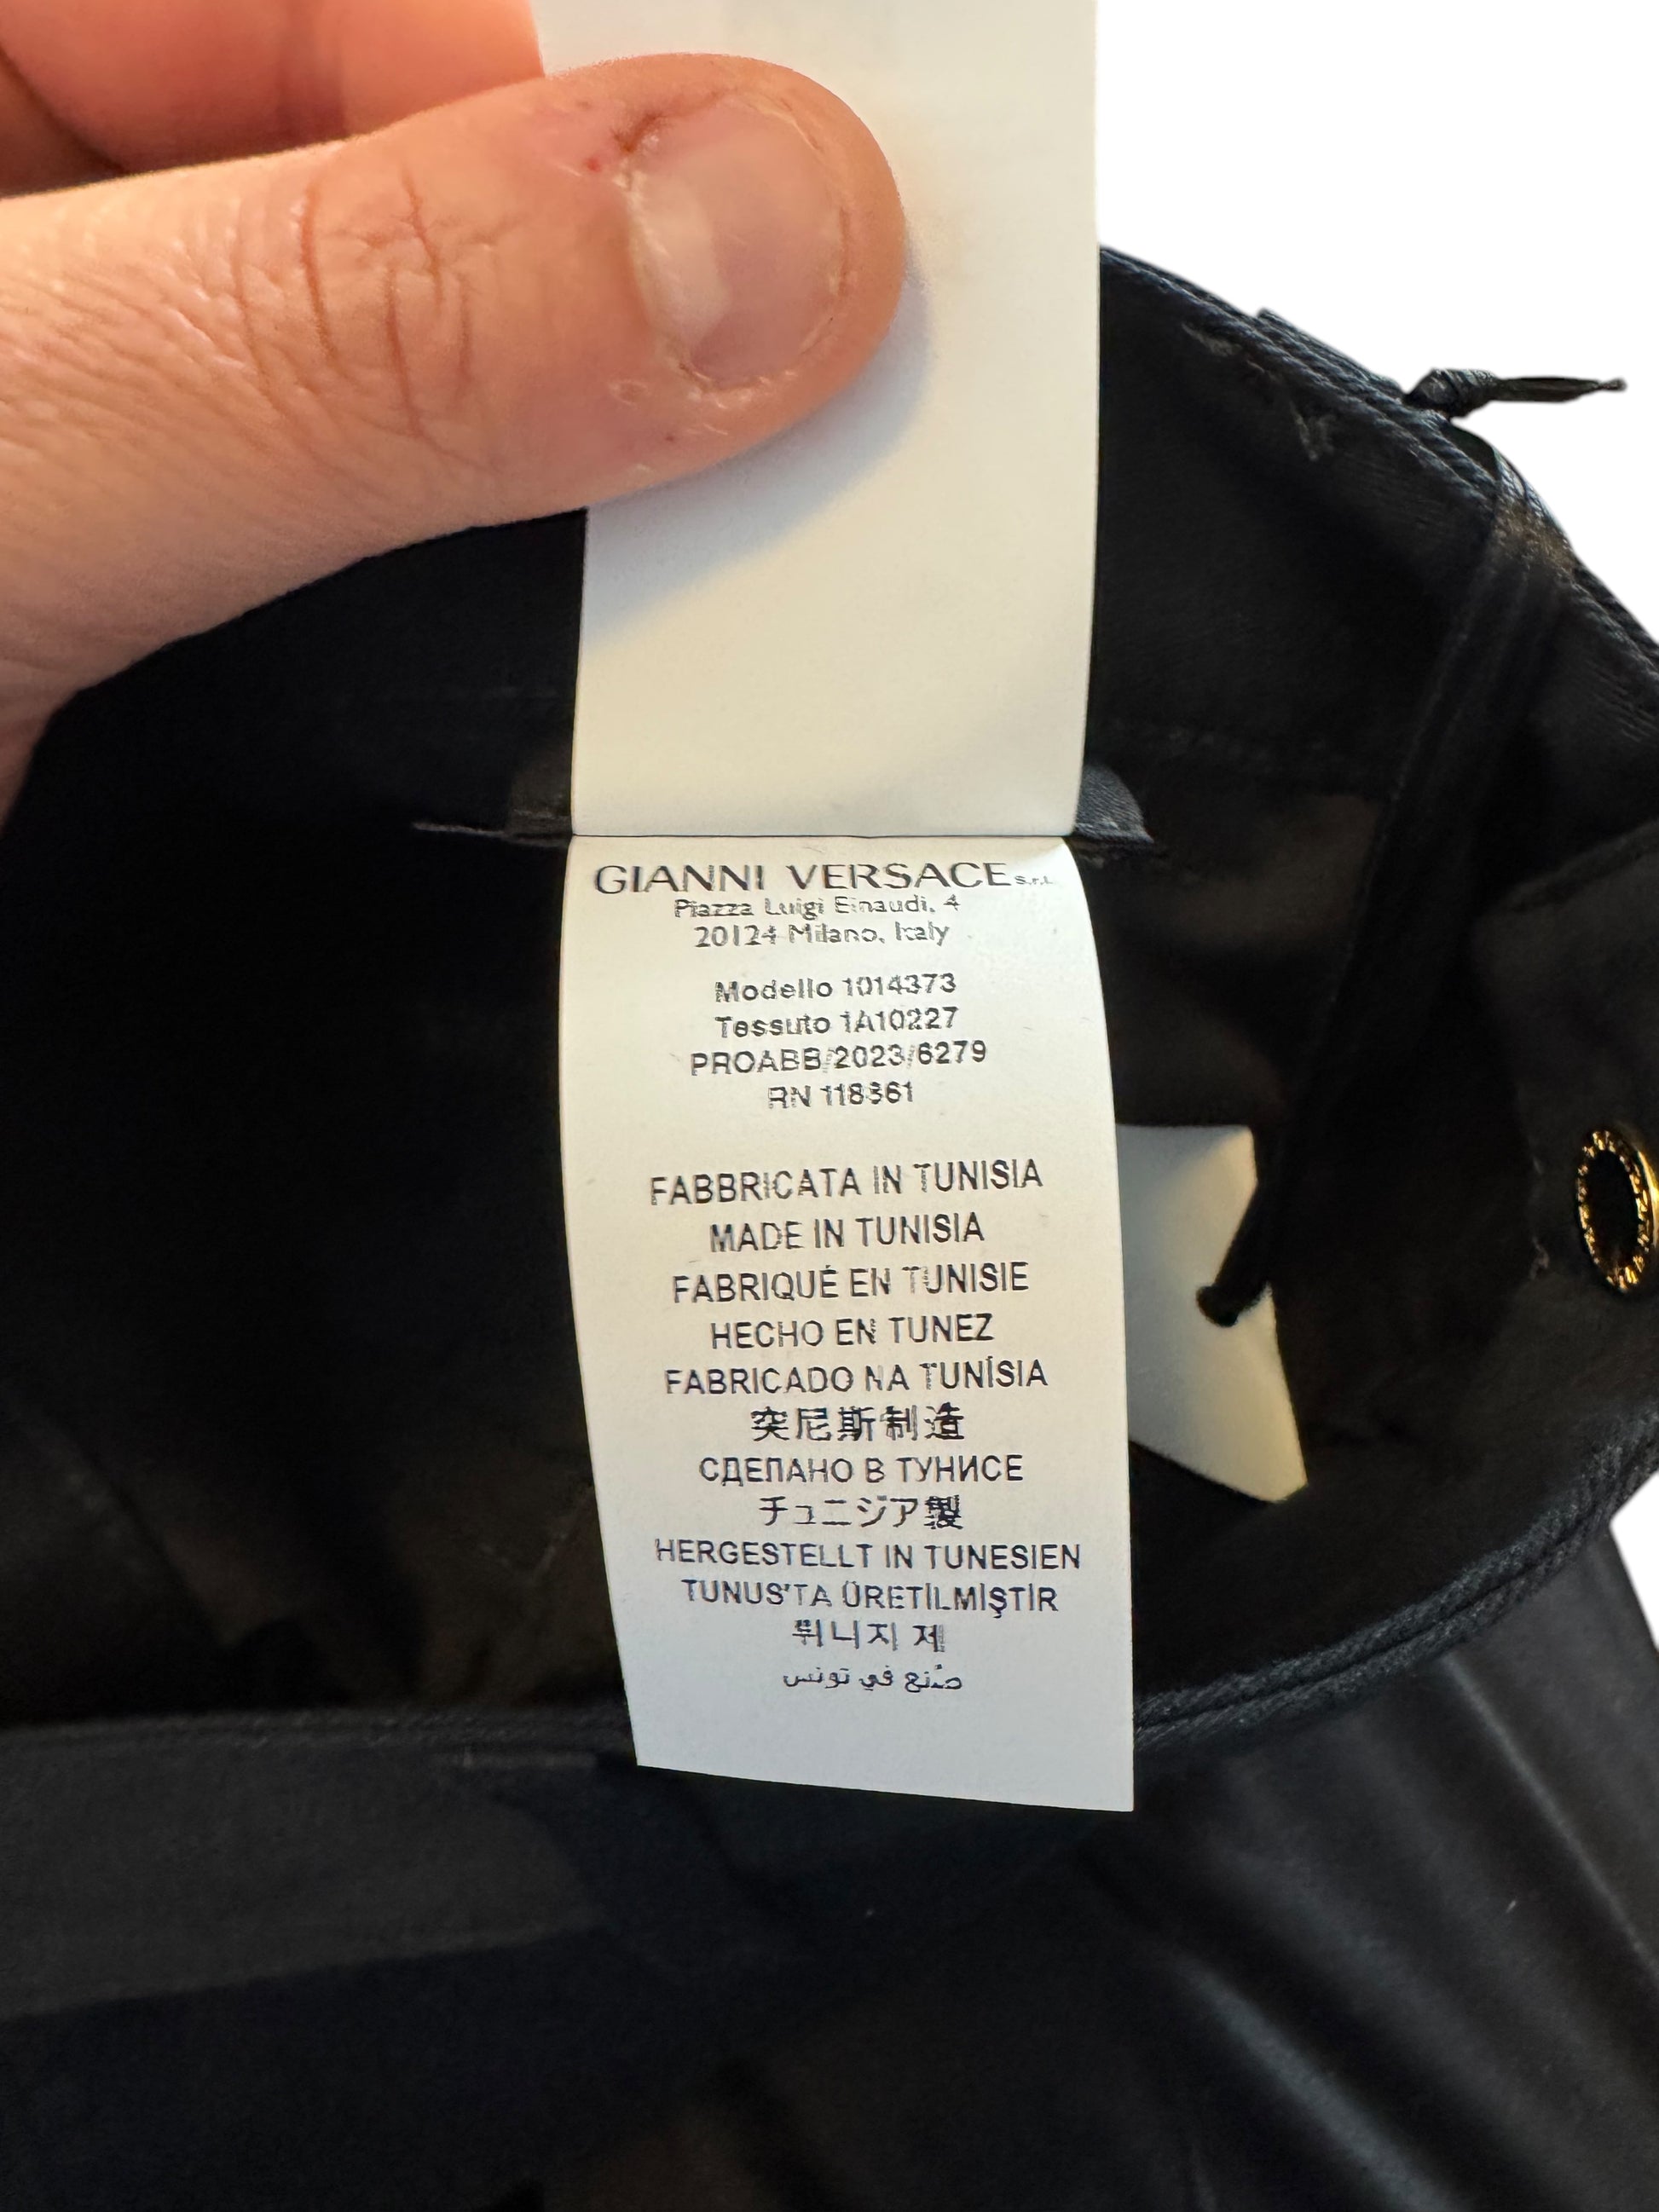 GIANNI VERSACE s.r.l.
Piazza Luigi Einaudi, 4
20124 Milano, Italy
Modello 1014373
Tessuto 1A10227
PROABB/2023/6279
RN 118361
FABBRICATA IN TUNISIA
MADE IN TUNISIA
FABRIQUÉ EN TUNISIE
HECHO EN TUNEZ
FABRICADO NA TUNÍSIA
突尼斯制造
СДЕПАНО В ТУНИСЕ
チュニジア製
HERGESTELLT IN TUNESIEN
TUNUS'TA ÜRETİLMİŞTİR
튀니지 제
صُنع في تونس